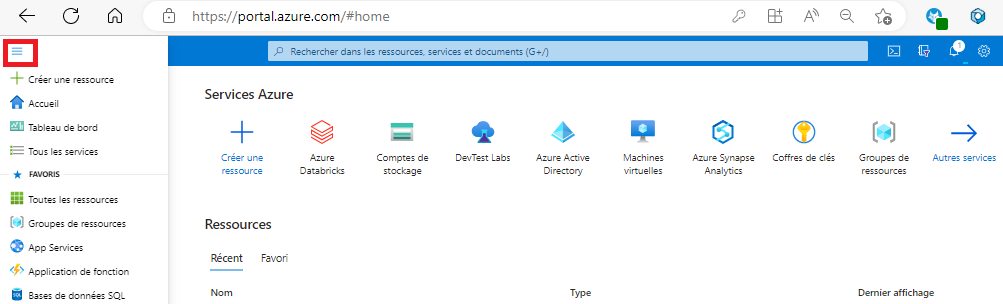 https://portal.azure.com/#home
A
Rechercher dans les ressources, services et documents (G+/)
1
Créer une ressource
Accueil
Tableau de bord
Tous les services
FAVORIS
Toutes les ressources
Groupes de ressources
App Services
Application de fonction
SQL
Bases de données SQL
Services Azure
Créer une
ressource
Azure
Databricks
Comptes de
stockage
DevTest Labs
Azure Active
Directory
Machines
virtuelles
Azure Synapse
Analytics
Coffres de clés
Groupes de
ressources
Autres services
Ressources
Récent Favori
Nom Type Dernier affichage